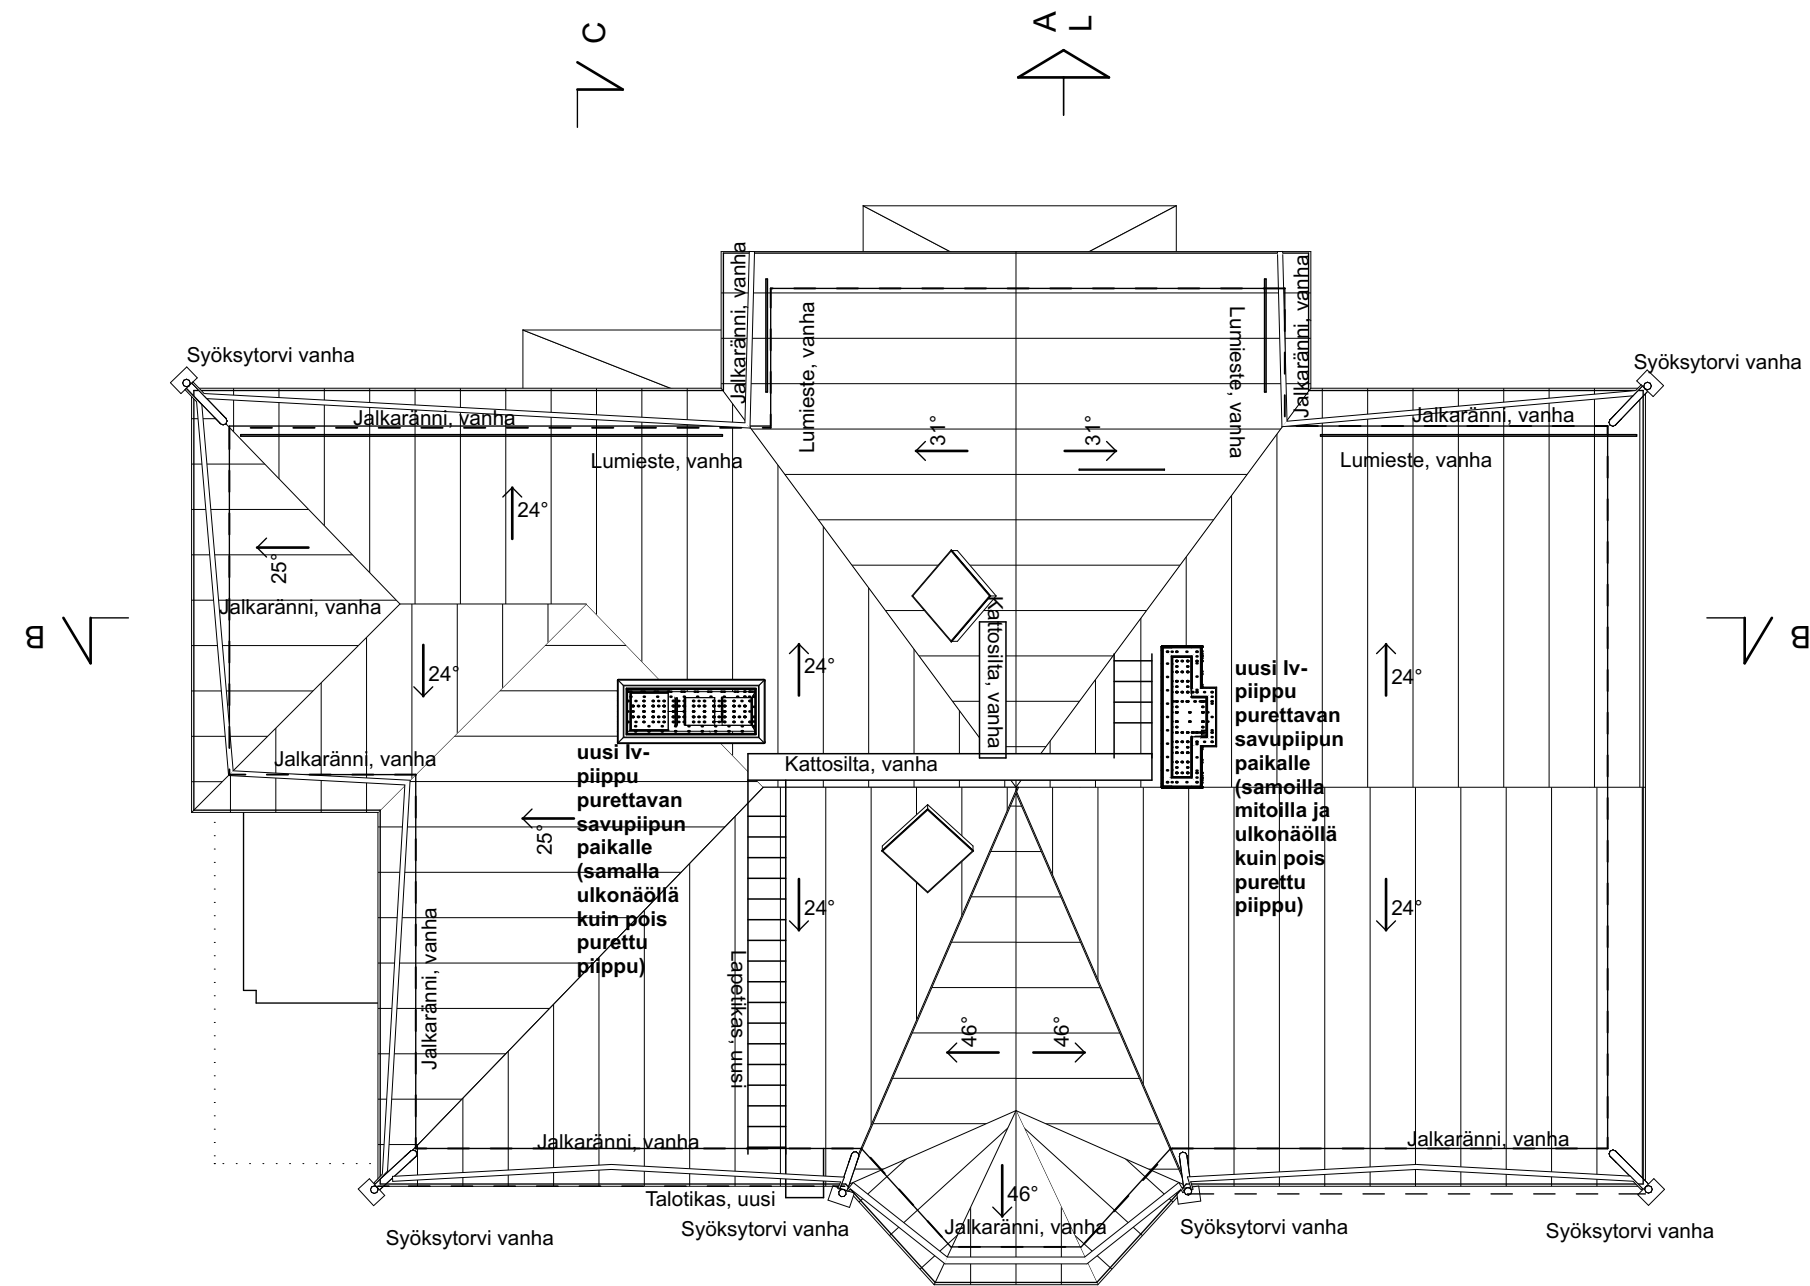 C
A
L
Syöksytorvi vanha
Syöksytorvi vanha
Jalkaränni, vanha
Lumieste, vanha
Lumieste, vanha
Jalkaränni, vanha
Jalkaränni, vanha
Jalkaränni, vanha
Lumieste, vanha
Lumieste, vanha
31°
31°
24°
25°
Jalkaränni, vanha
B
B
Kattosilta, vanha
24°
24°
24°
uusi lv-
piippu
purettavan
savupiipun
paikalle
(samoilla
mitoilla ja
ulkonäöllä
kuin pois
purettu
piippu)
Jalkaränni, vanha
Kattosilta, vanha
uusi lv-
piippu
purettavan
savupiipun
paikalle
(samalla
ulkonäöllä
kuin pois
purettu
piippu)
25°
24°
24°
Jalkaränni, vanha
Lapetikas, uusi
46°
46°
Jalkaränni, vanha
Jalkaränni, vanha
Talotikas, uusi
46°
Syöksytorvi vanha
Syöksytorvi vanha
Jalkaränni, vanha
Syöksytorvi vanha
Syöksytorvi vanha